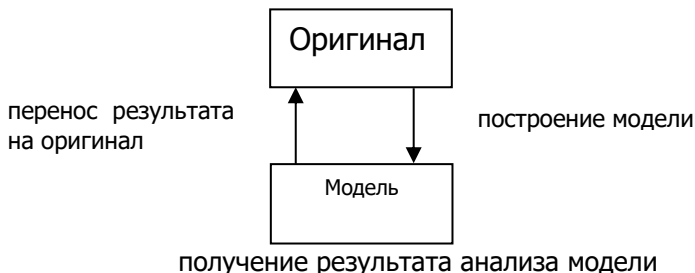 Оригинал
перенос результата
на оригинал
построение модели
Модель
получение результата анализа модели